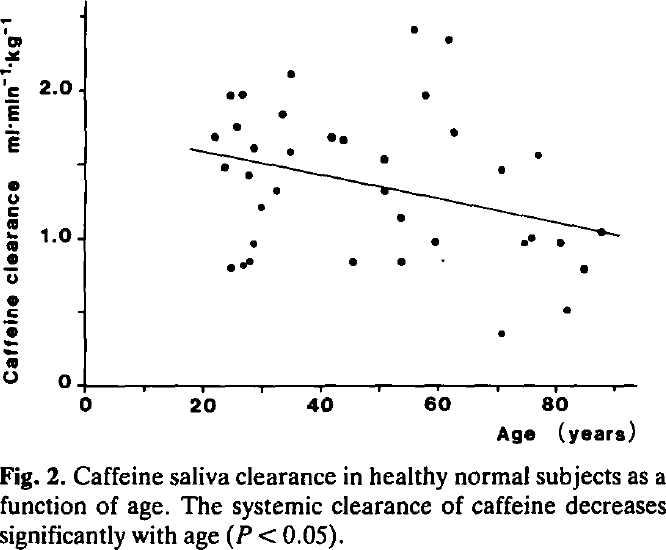 Caffeine clearance ml·min⁻¹·kg⁻¹
2.0
1.0
0
0 20 40 60 80
Age (years)
Fig. 2. Caffeine saliva clearance in healthy normal subjects as a
function of age. The systemic clearance of caffeine decreases
significantly with age (P < 0.05).